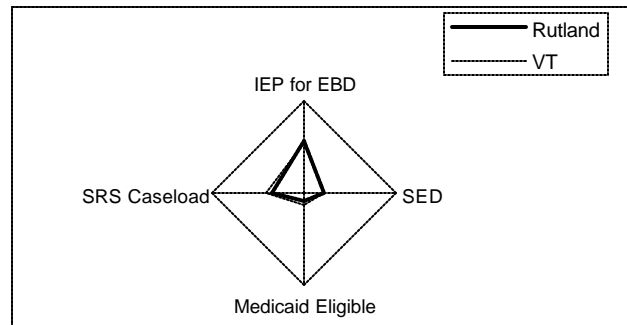 Rutland
VT
IEP for EBD
SRS Caseload
SED
Medicaid Eligible